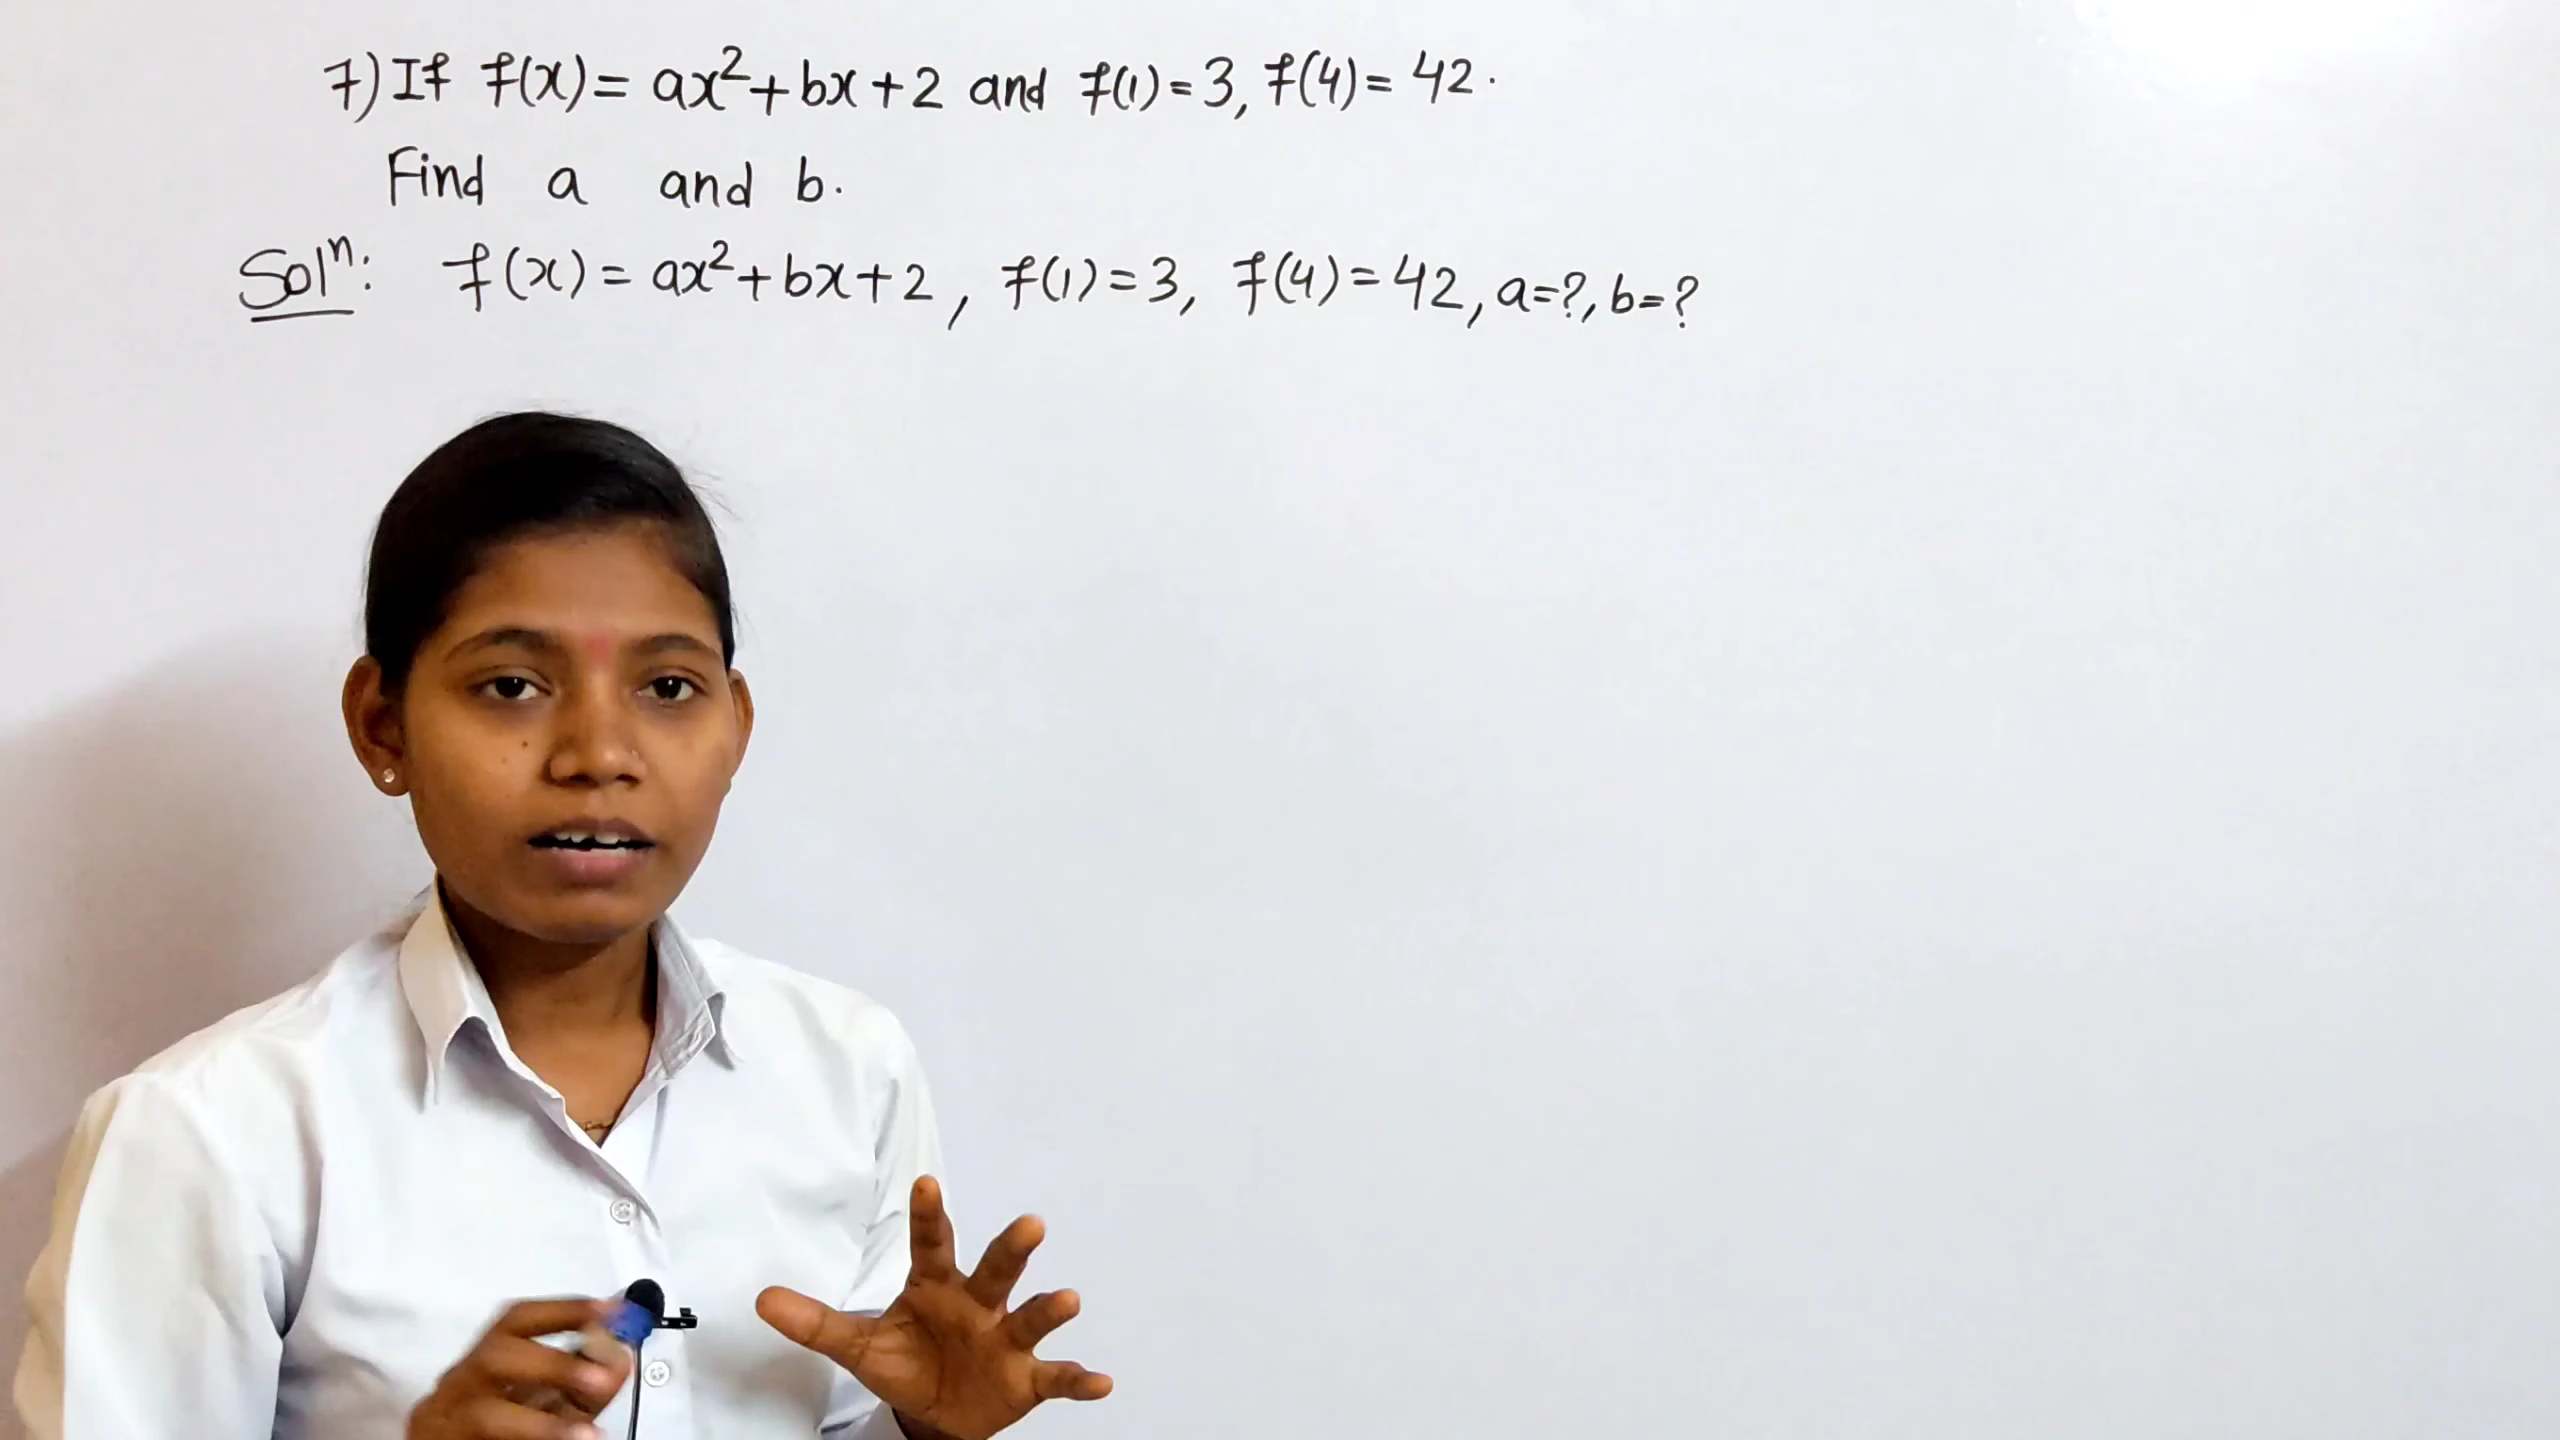 7) If f(x) = ax² + bx + 2 and f(1) = 3, f(4) = 42.
Find a and b.
Solⁿ: f(x) = ax² + bx + 2, f(1) = 3, f(4) = 42, a=?, b=?